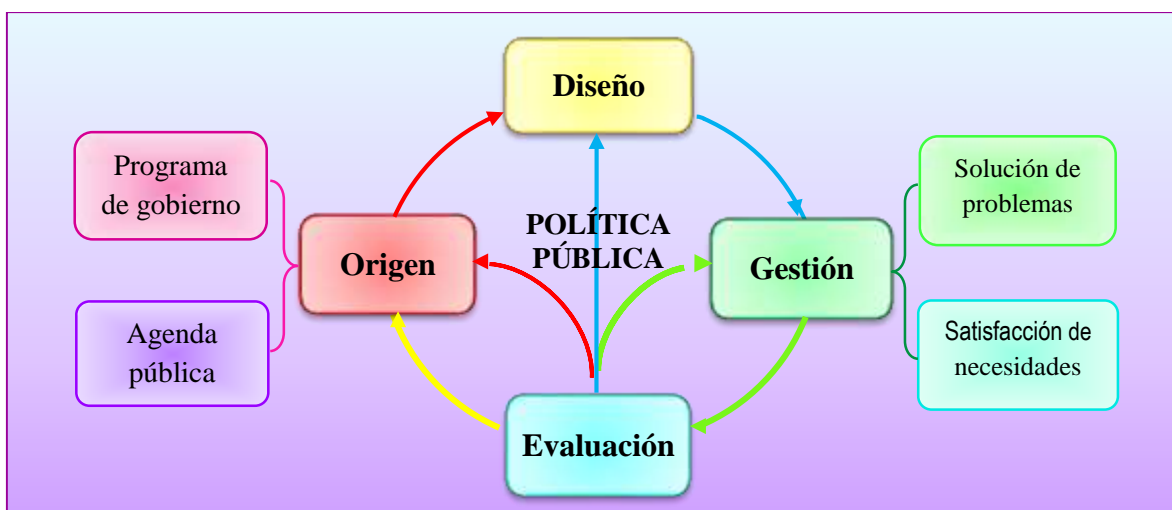 Diseño
Programa
de gobierno
Solución de
problemas
POLÍTICA
PÚBLICA
Origen
Gestión
Agenda
pública
Satisfacción de
necesidades
Evaluación